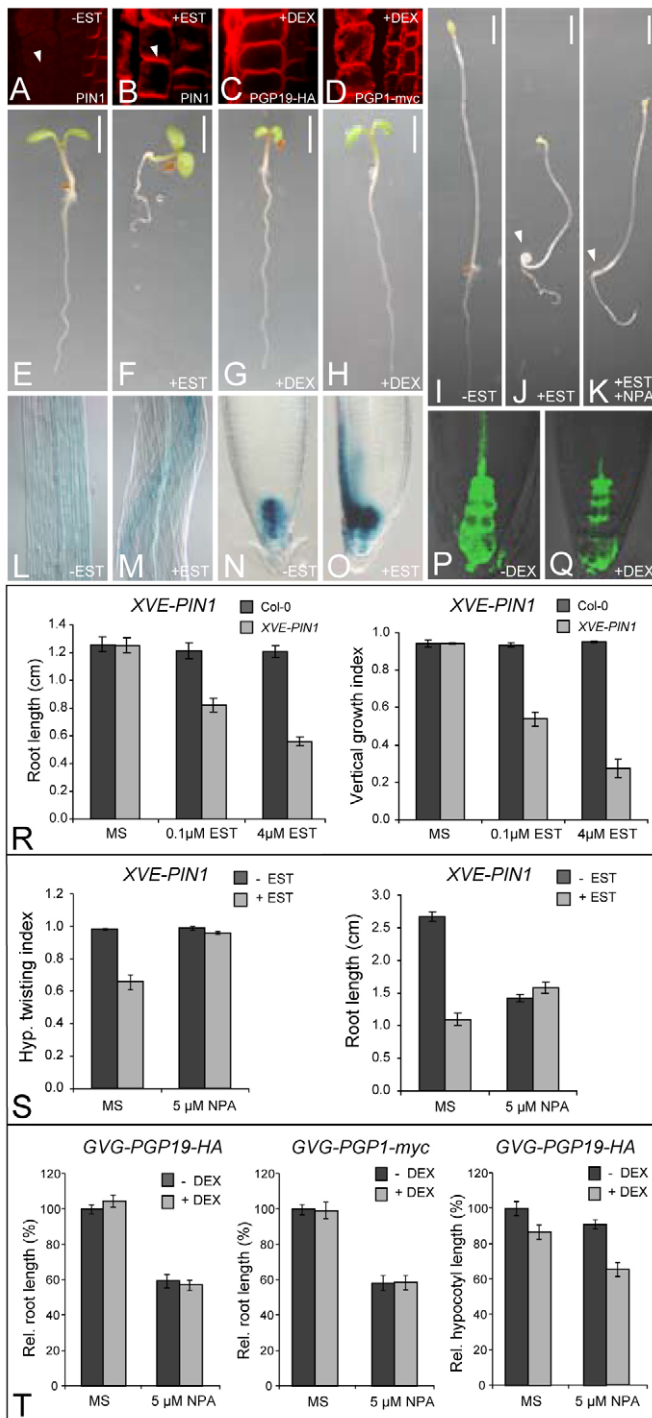 -EST
+EST
+DEX
+DEX
A
PIN1
B
PIN1
C
PGP19-HA
D
PGP1-myc
E
F
+EST
G
+DEX
H
+DEX
I
-EST
J
+EST
K
+EST
+NPA
L
-EST
M
+EST
N
-EST
O
+EST
P
-DEX
Q
+DEX
XVE-PIN1
Col-0
XVE-PIN1
Root length (cm)
1.4
1.2
1.0
0.8
0.6
0.4
0.2
0.0
MS 0.1µM EST 4µM EST
XVE-PIN1
Col-0
XVE-PIN1
Vertical growth index
1.0
0.8
0.6
0.4
0.2
0.0
MS 0.1µM EST 4µM EST
R
XVE-PIN1
- EST
+ EST
Hyp. twisting index
1.2
1.0
0.8
0.6
0.4
0.2
0.0
MS 5 µM NPA
XVE-PIN1
- EST
+ EST
Root length (cm)
3.0
2.5
2.0
1.5
1.0
0.5
0.0
MS 5 µM NPA
S
GVG-PGP19-HA
- DEX
+ DEX
Rel. root length (%)
120
100
80
60
40
20
0
MS 5 µM NPA
GVG-PGP1-myc
- DEX
+ DEX
Rel. root length (%)
120
100
80
60
40
20
0
MS 5 µM NPA
GVG-PGP19-HA
- DEX
+ DEX
Rel. hypocotyl length (%)
120
100
80
60
40
20
0
MS 5 µM NPA
T